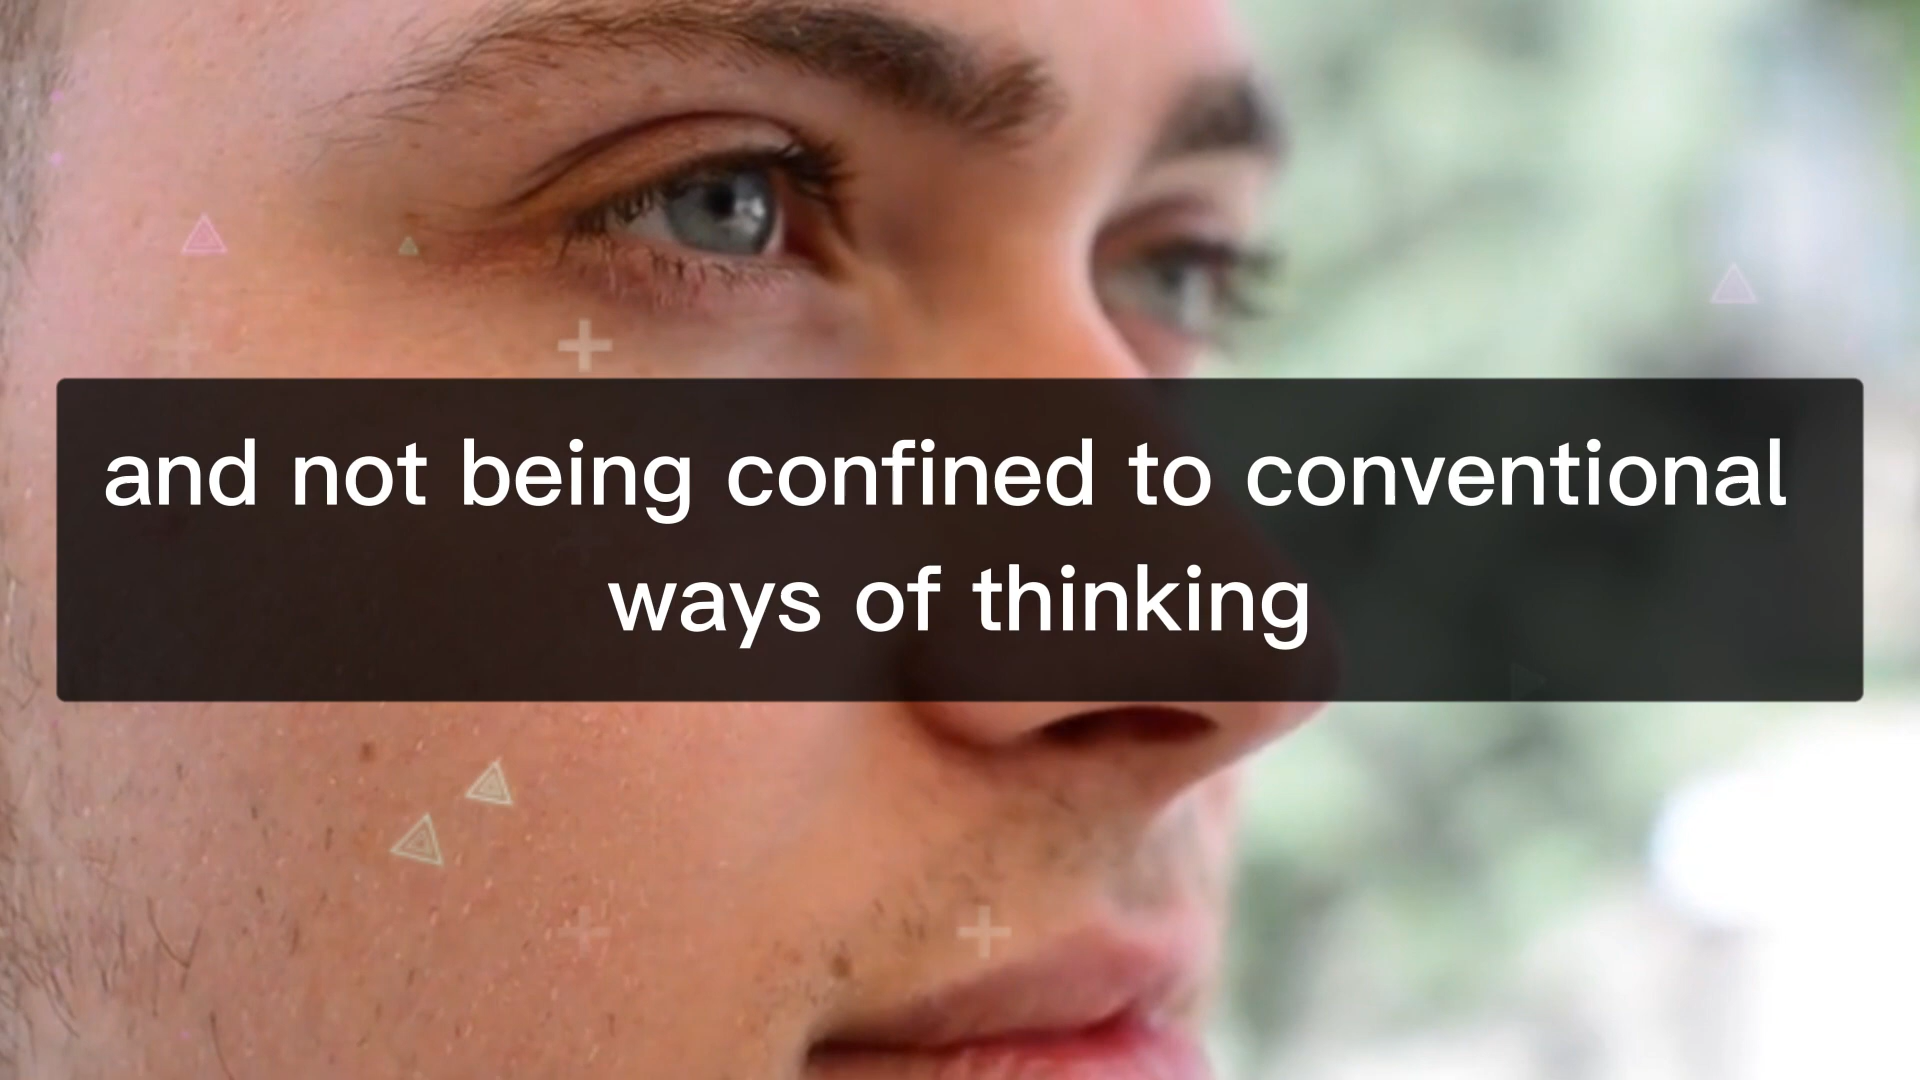 and not being confined to conventional
ways of thinking